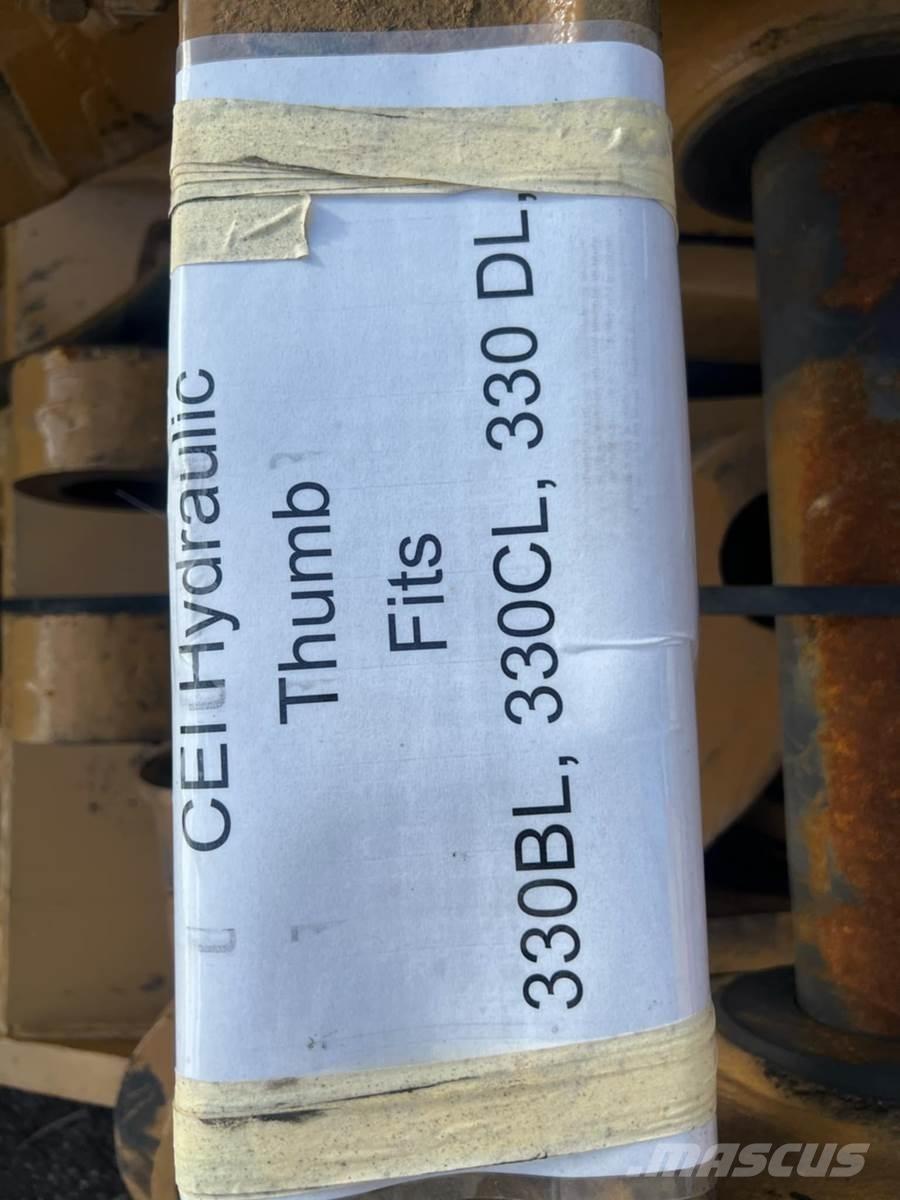 CEI Hydraulic
Thumb
Fits
330BL, 330CL, 330 DL,
MASCUS